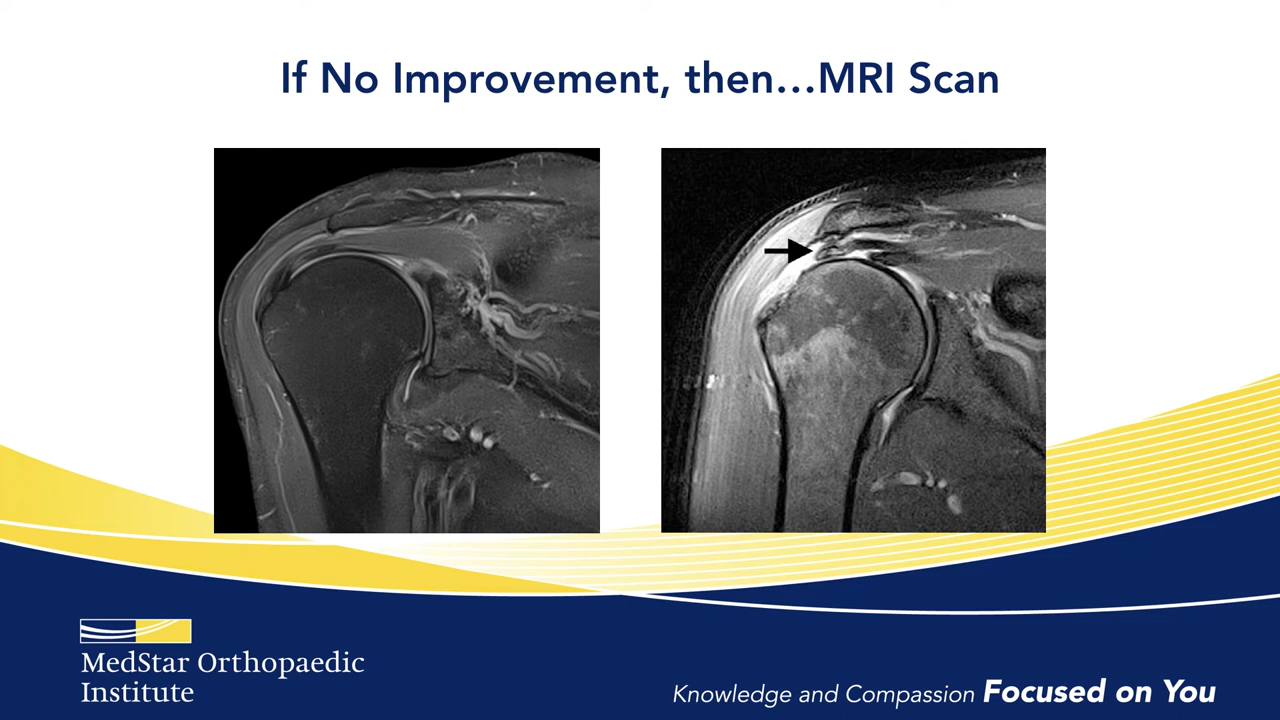 If No Improvement, then...MRI Scan
MedStar Orthopaedic
Institute
Knowledge and Compassion Focused on You